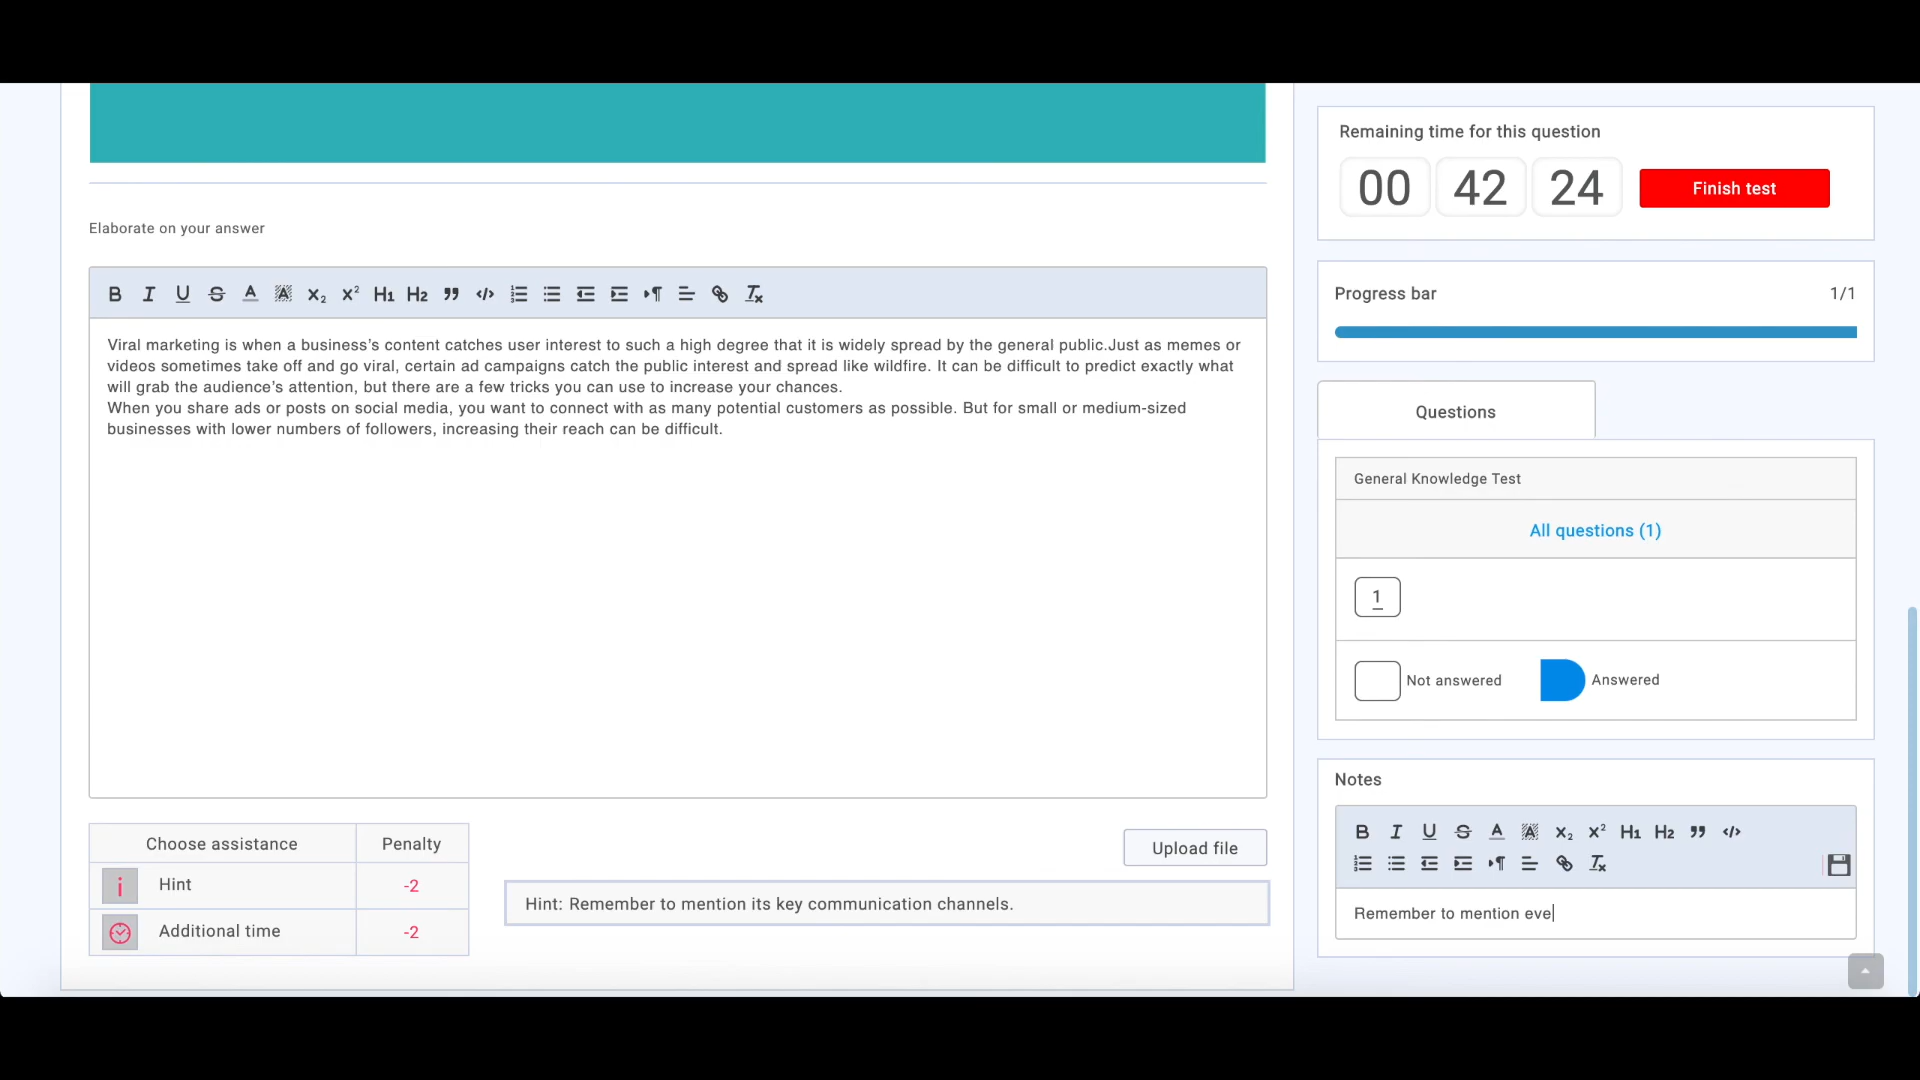 Remaining time for this question
00 42 24
Finish test
Elaborate on your answer
Progress bar
1/1
Viral marketing is when a business’s content catches user interest to such a high degree that it is widely spread by the general public.Just as memes or
videos sometimes take off and go viral, certain ad campaigns catch the public interest and spread like wildfire. It can be difficult to predict exactly what
will grab the audience’s attention, but there are a few tricks you can use to increase your chances.
When you share ads or posts on social media, you want to connect with as many potential customers as possible. But for small or medium-sized
businesses with lower numbers of followers, increasing their reach can be difficult.
Questions
General Knowledge Test
All questions (1)
1
Not answered
Answered
Notes
Choose assistance
Penalty
Hint
-2
Additional time
-2
Upload file
Hint: Remember to mention its key communication channels.
Remember to mention eve